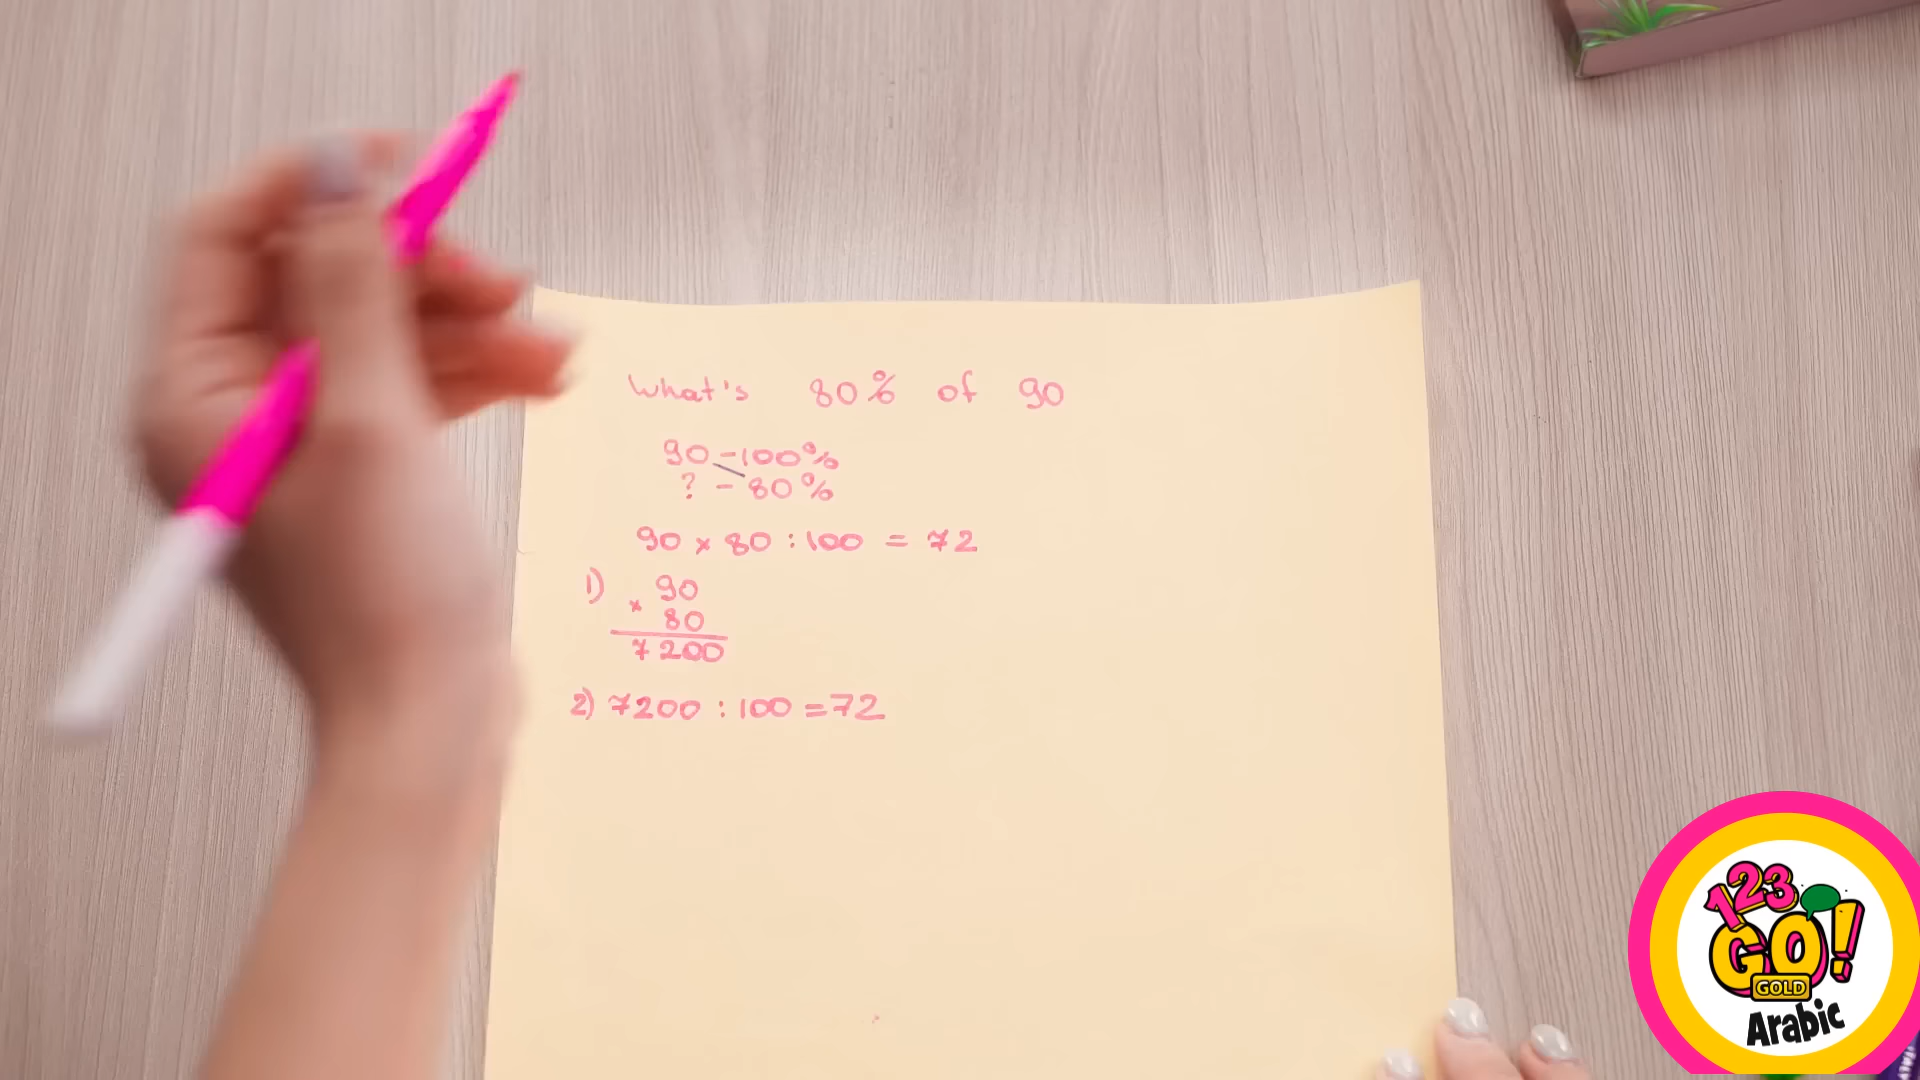 What's 80% of 90
90 - 100%
? - 80%
90 x 80 : 100 = 72
1) 90
x 80
7200
2) 7200 : 100 = 72
123
GO!
GOLD
Arabic